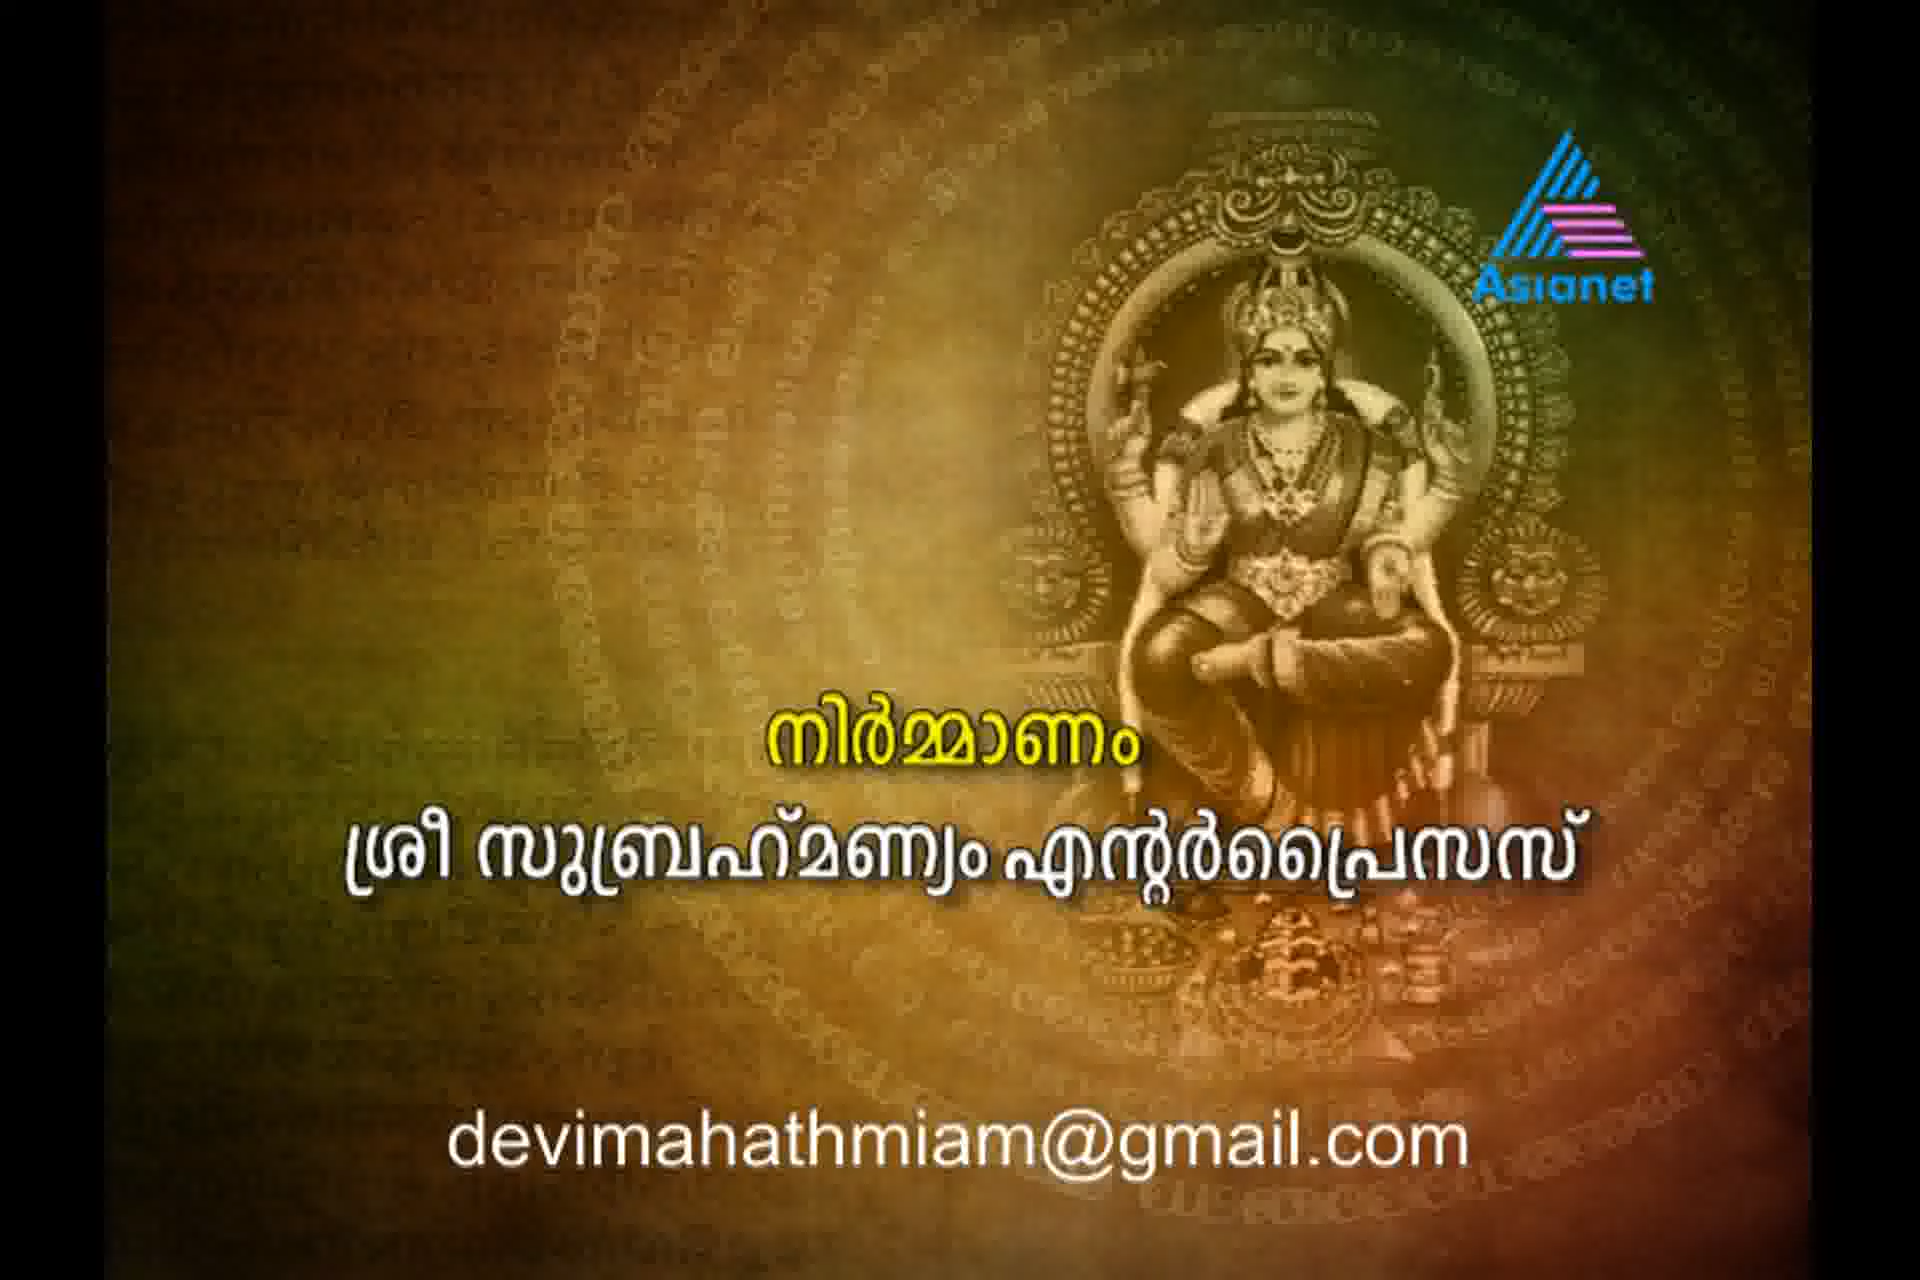 Asianet
നിർമ്മാണം
ശ്രീ സുബ്രഹ്മണ്യം എന്റർപ്രൈസസ്
devimahathmiam@gmail.com